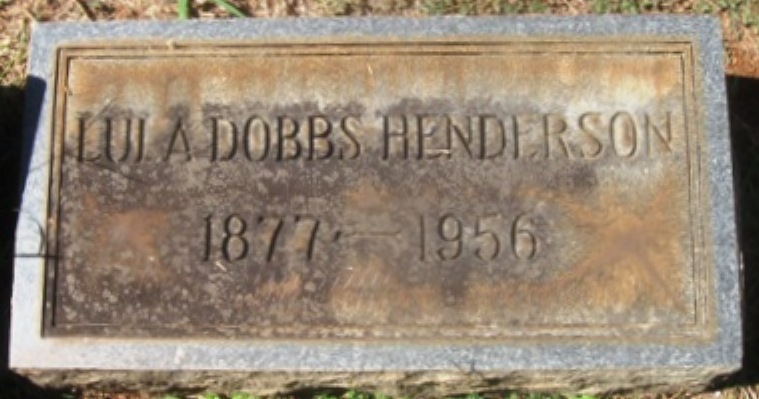 LULA DOBBS HENDERSON
1877 — 1956